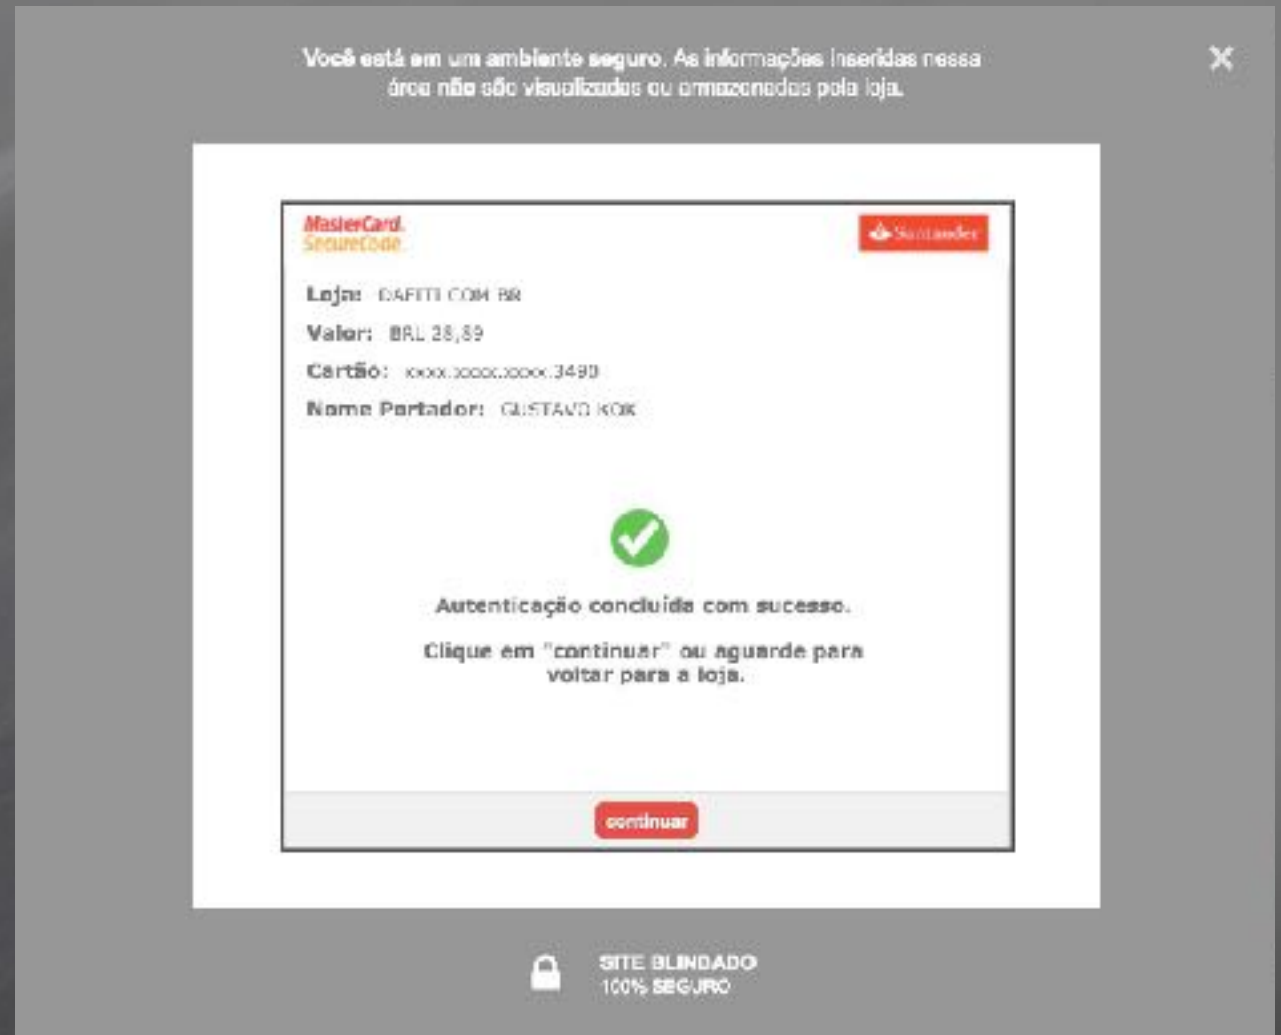 Você está em um ambiente seguro. As informações inseridas nessa
área não são visualizadas ou armazenadas pela loja.
MasterCard.
SecureCode
Santander
Loja: DAFITI COM BR
Valor: BRL 28,89
Cartão: xxxx.xxxx.xxxx.3490
Nome Portador: GUSTAVO KOK
Autenticação concluida com sucesso.
Clique em "continuar" ou aguarde para
voltar para a loja.
continuar
SITE BLINDADO
100% SEGURO